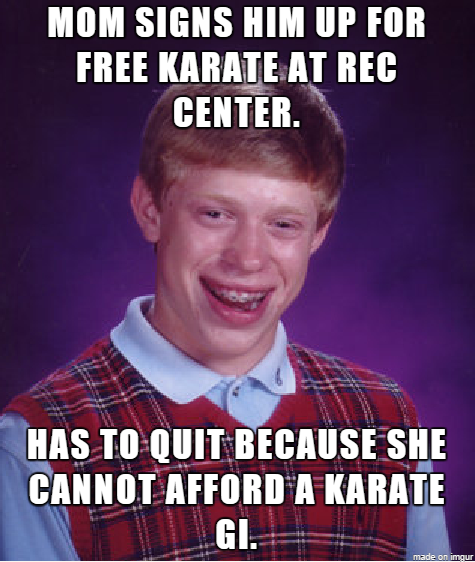 MOM SIGNS HIM UP FOR
FREE KARATE AT REC
CENTER.
HAS TO QUIT BECAUSE SHE
CANNOT AFFORD A KARATE
GI.
made on imgur